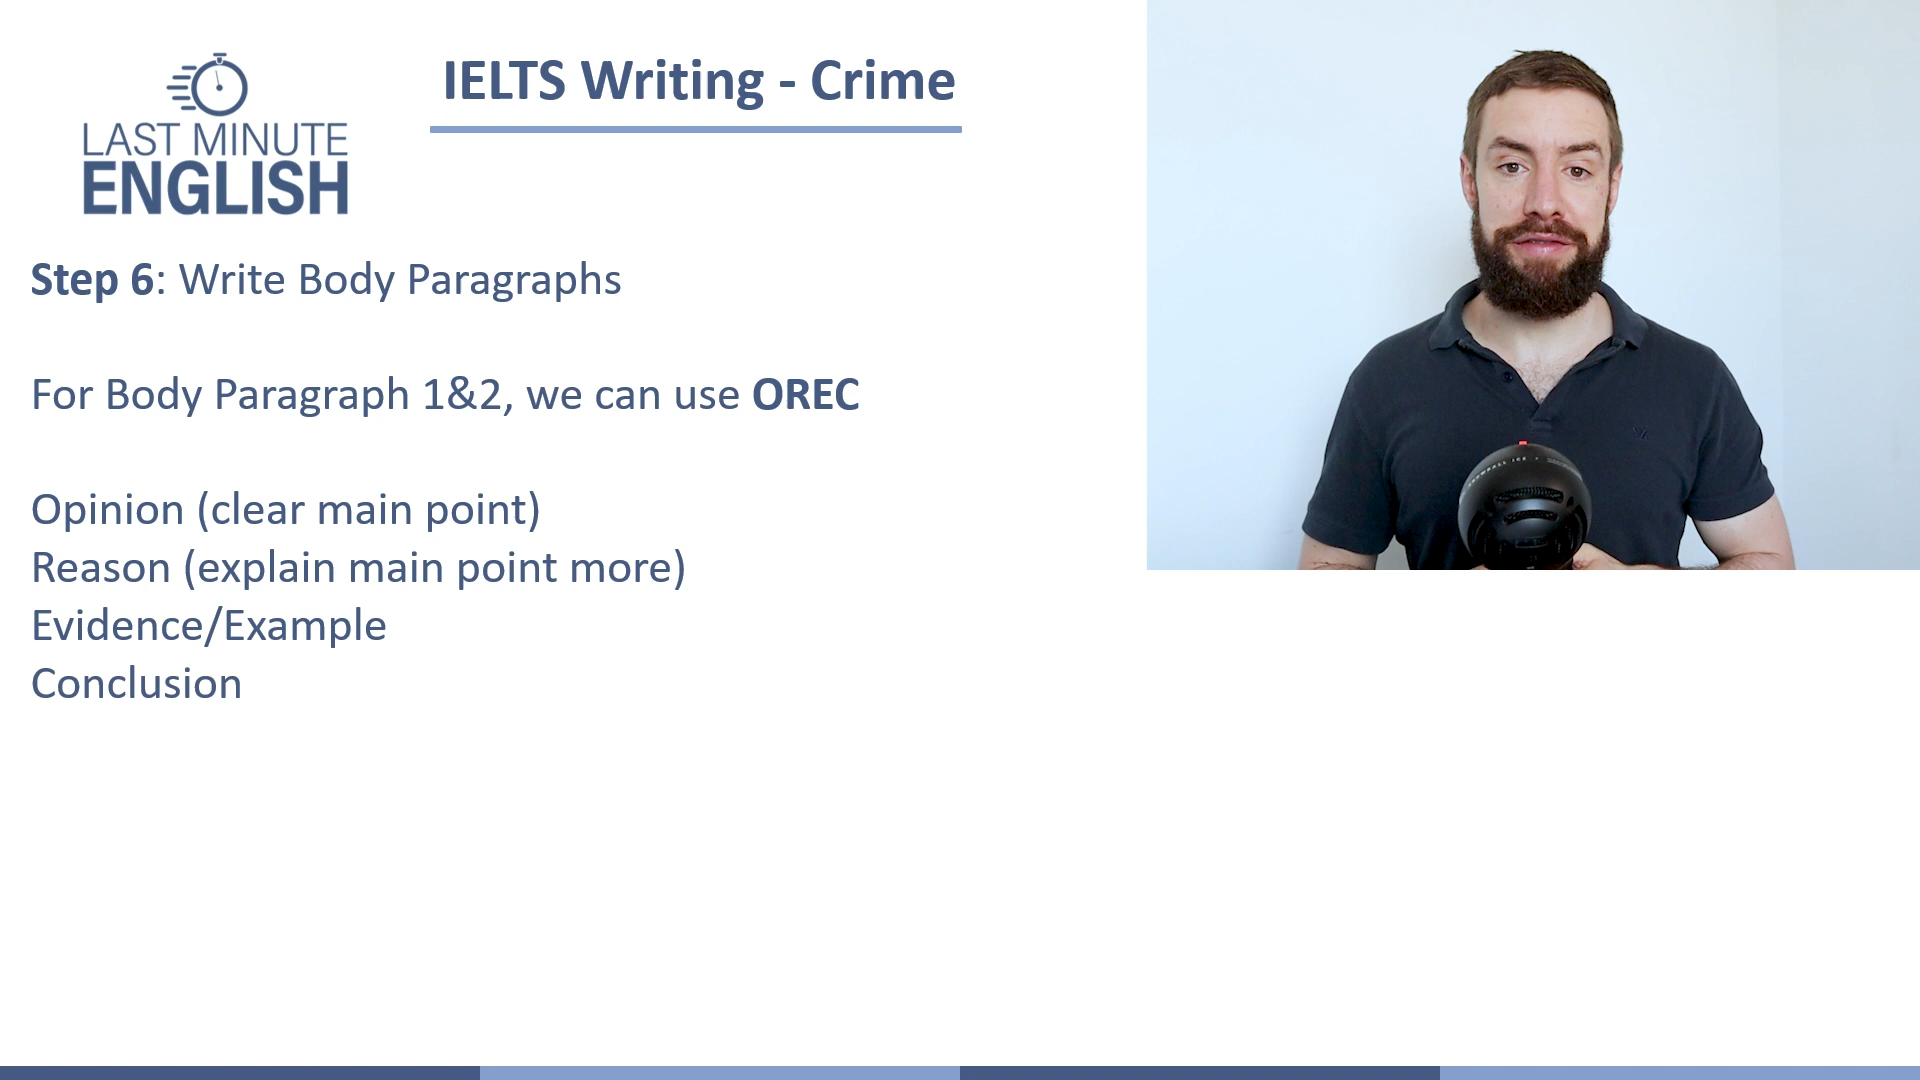 LAST MINUTE
ENGLISH
IELTS Writing - Crime
Step 6: Write Body Paragraphs
For Body Paragraph 1&2, we can use OREC
Opinion (clear main point)
Reason (explain main point more)
Evidence/Example
Conclusion